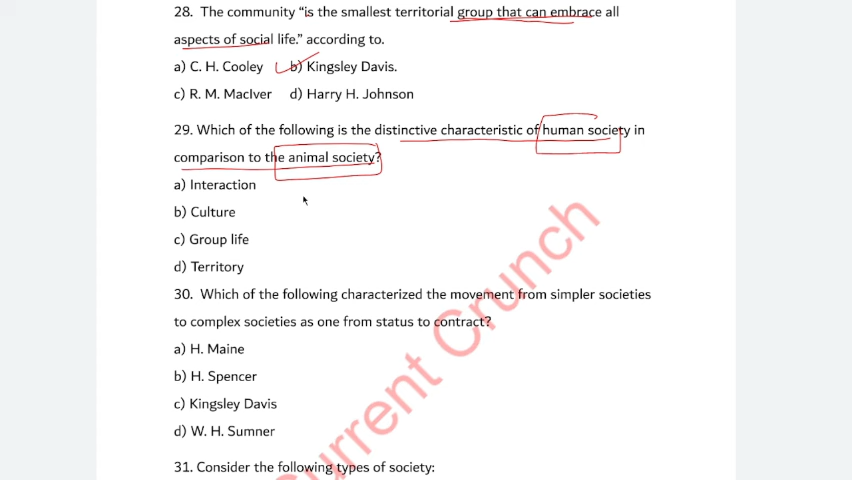 28. The community “is the smallest territorial group that can embrace all
aspects of social life.” according to.
a) C. H. Cooley b) Kingsley Davis.
c) R. M. MacIver d) Harry H. Johnson
29. Which of the following is the distinctive characteristic of human society in
comparison to the animal society?
a) Interaction
b) Culture
c) Group life
d) Territory
30. Which of the following characterized the movement from simpler societies
to complex societies as one from status to contract?
a) H. Maine
b) H. Spencer
c) Kingsley Davis
d) W. H. Sumner
31. Consider the following types of society:
Current Crunch